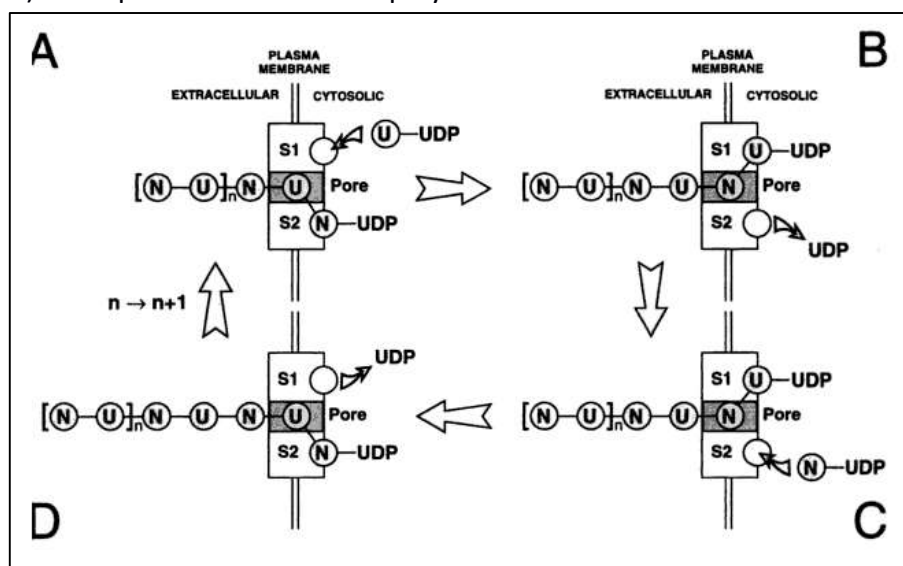 A
PLASMA
MEMBRANE
EXTRACELLULAR
CYTOSOLIC
S1
U
UDP
[ N U ]n N U
Pore
S2
N
UDP
B
PLASMA
MEMBRANE
EXTRACELLULAR
CYTOSOLIC
S1
U
UDP
[ N U ]n N U N
Pore
S2
UDP
n → n+1
D
S1
UDP
[ N U ]n N U N U
Pore
S2
N
UDP
C
S1
U
UDP
[ N U ]n N U N
Pore
S2
N
UDP